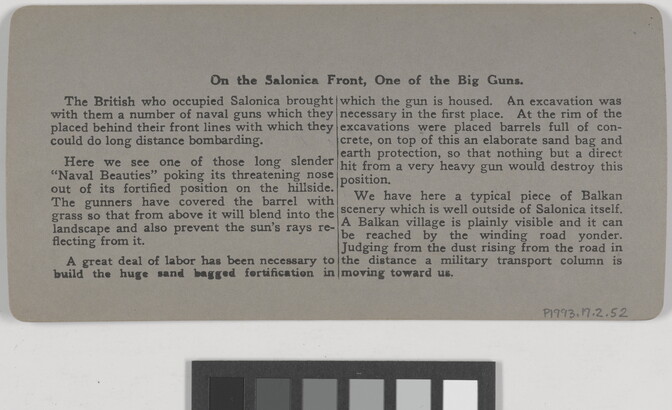 On the Salonica Front, One of the Big Guns.
The British who occupied Salonica brought
with them a number of naval guns which they
placed behind their front lines with which they
could do long distance bombarding.
Here we see one of those long slender
"Naval Beauties" poking its threatening nose
out of its fortified position on the hillside.
The gunners have covered the barrel with
grass so that from above it will blend into the
landscape and also prevent the sun's rays re-
flecting from it.
A great deal of labor has been necessary to
build the huge sand bagged fortification in
which the gun is housed. An excavation was
necessary in the first place. At the rim of the
excavations were placed barrels full of con-
crete, on top of this an elaborate sand bag and
earth protection, so that nothing but a direct
hit from a very heavy gun would destroy this
position.
We have here a typical piece of Balkan
scenery which is well outside of Salonica itself.
A Balkan village is plainly visible and it can
be reached by the winding road yonder.
Judging from the dust rising from the road in
the distance a military transport column is
moving toward us.
P1973.17.2.52